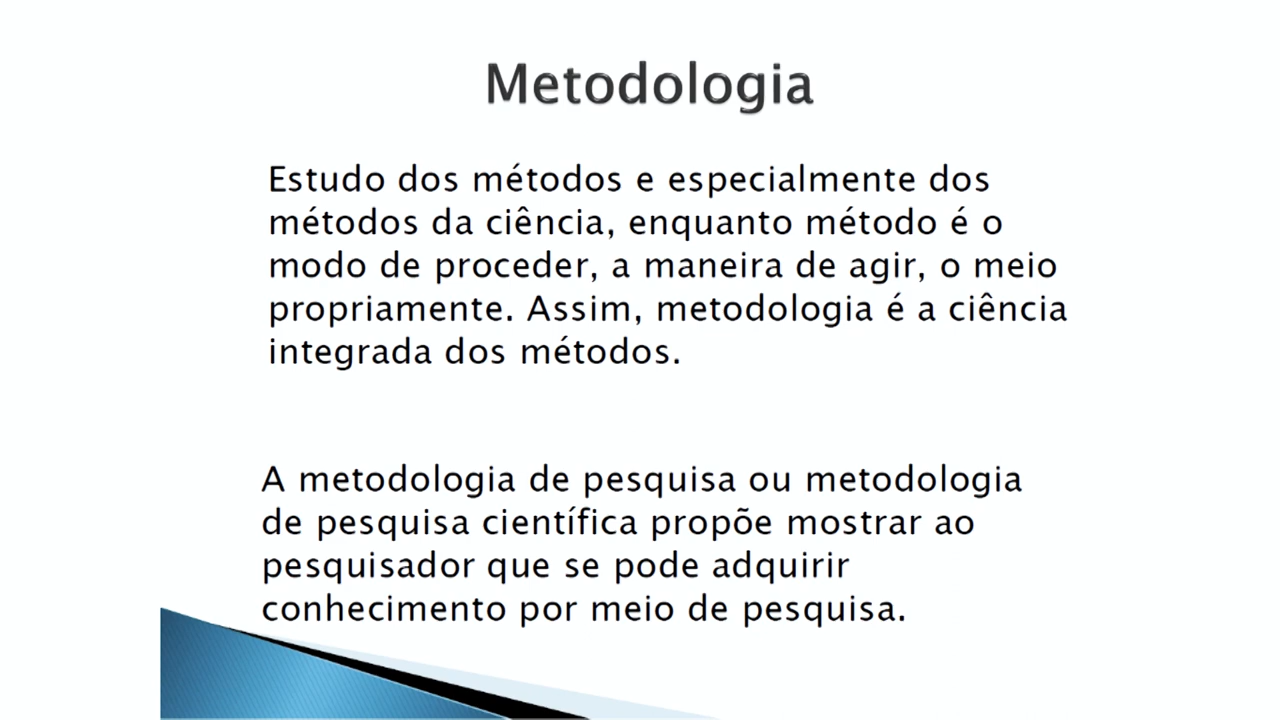 Metodologia
Estudo dos métodos e especialmente dos
métodos da ciência, enquanto método é o
modo de proceder, a maneira de agir, o meio
propriamente. Assim, metodologia é a ciência
integrada dos métodos.
A metodologia de pesquisa ou metodologia
de pesquisa científica propõe mostrar ao
pesquisador que se pode adquirir
conhecimento por meio de pesquisa.